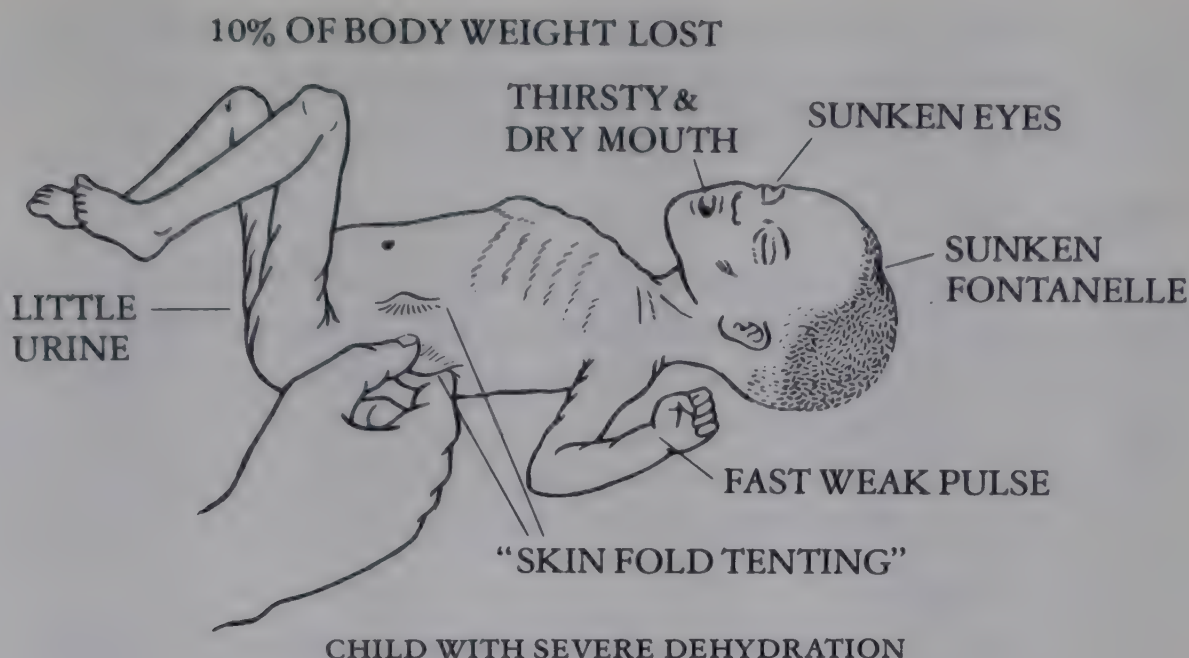 10% OF BODY WEIGHT LOST
THIRSTY &
DRY MOUTH
SUNKEN EYES
SUNKEN
FONTANELLE
LITTLE
URINE
FAST WEAK PULSE
“SKIN FOLD TENTING”
CHILD WITH SEVERE DEHYDRATION